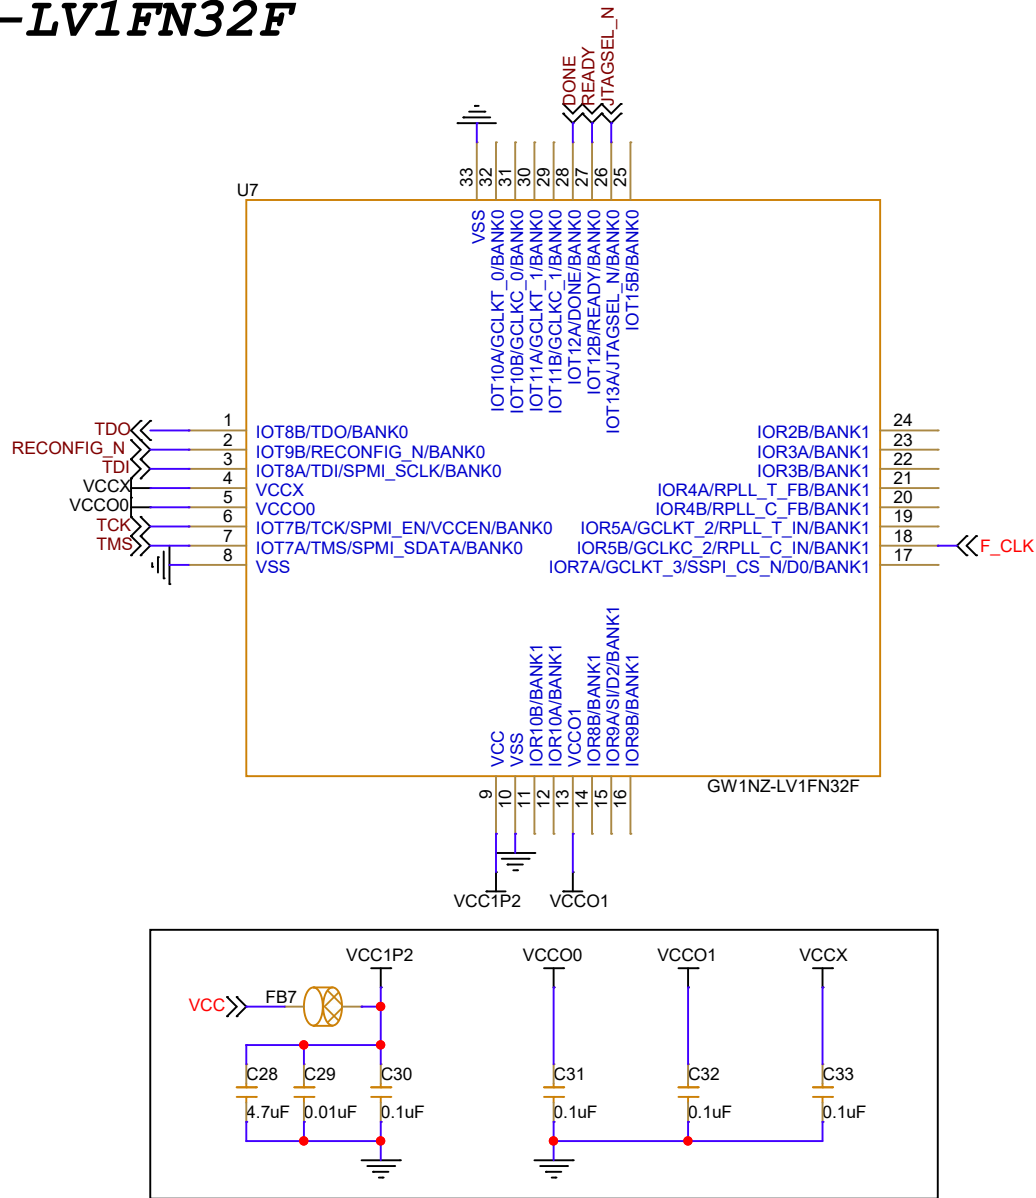 -LV1FN32F
DONE
READY
JTAGSEL_N
33
32
31
30
29
28
27
26
25
U7
VSS
IOT10A/GCLKT_0/BANK0
IOT10B/GCLKC_0/BANK0
IOT11A/GCLKT_1/BANK0
IOT11B/GCLKC_1/BANK0
IOT12A/DONE/BANK0
IOT12B/READY/BANK0
IOT13A/JTAGSEL_N/BANK0
IOT15B/BANK0
TDO 1 IOT8B/TDO/BANK0
RECONFIG_N 2 IOT9B/RECONFIG_N/BANK0
TDI 3 IOT8A/TDI/SPMI_SCLK/BANK0
VCCX 4 VCCX
VCCO0 5 VCCO0
TCK 6 IOT7B/TCK/SPMI_EN/VCCEN/BANK0
TMS 7 IOT7A/TMS/SPMI_SDATA/BANK0
8 VSS
IOR2B/BANK1 24
IOR3A/BANK1 23
IOR3B/BANK1 22
IOR4A/RPLL_T_FB/BANK1 21
IOR4B/RPLL_C_FB/BANK1 20
IOR5A/GCLKT_2/RPLL_T_IN/BANK1 19
IOR5B/GCLKC_2/RPLL_C_IN/BANK1 18 F_CLK
IOR7A/GCLKT_3/SSPI_CS_N/D0/BANK1 17
VCC
VSS
IOR10B/BANK1
IOR10A/BANK1
VCCO1
IOR8B/BANK1
IOR9A/SI/D2/BANK1
IOR9B/BANK1
GW1NZ-LV1FN32F
9
10
11
12
13
14
15
16
VCC1P2 VCCO1
VCC1P2 VCCO0 VCCO1 VCCX
VCC FB7
C28 C29 C30 C31 C32 C33
4.7uF 0.01uF 0.1uF 0.1uF 0.1uF 0.1uF